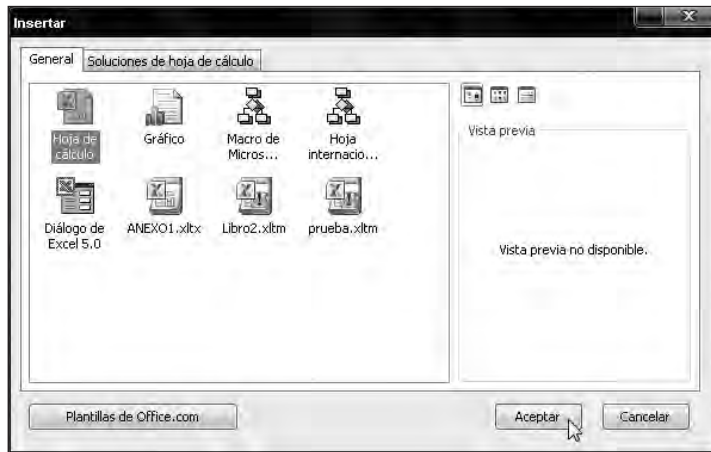 Insertar
General Soluciones de hoja de cálculo
Hoja de cálculo
Gráfico
Macro de Micros...
Hoja internacio...
Diálogo de Excel 5.0
ANEXO1.xltx
Libro2.xltm
prueba.xltm
Vista previa
Vista previa no disponible.
Plantillas de Office.com
Aceptar
Cancelar